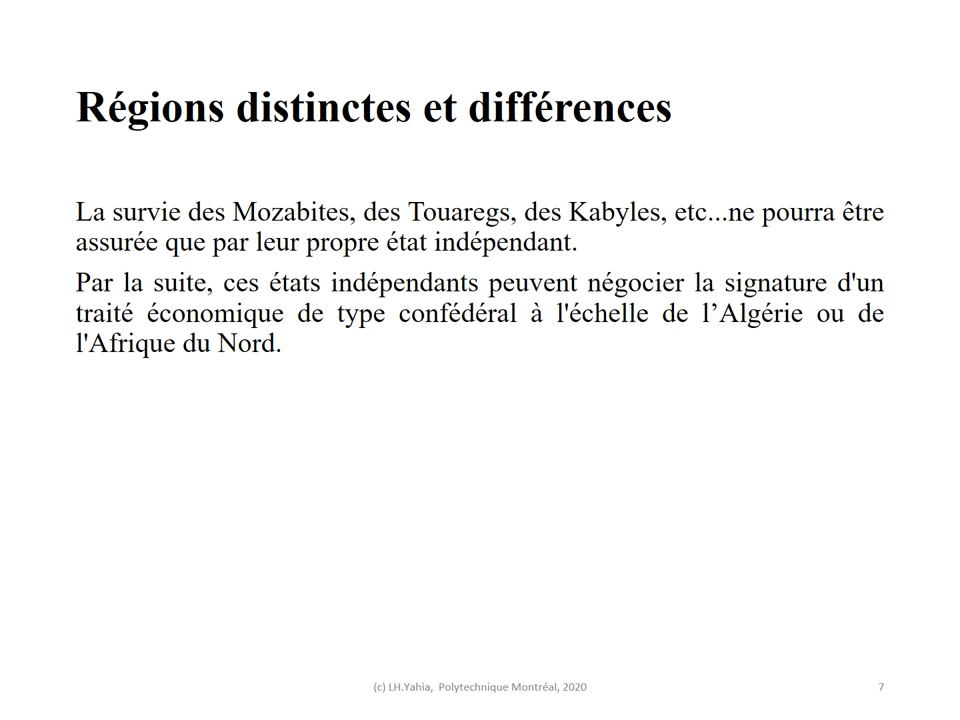 Régions distinctes et différences
La survie des Mozabites, des Touaregs, des Kabyles, etc...ne pourra être
assurée que par leur propre état indépendant.
Par la suite, ces états indépendants peuvent négocier la signature d'un
traité économique de type confédéral à l'échelle de l’Algérie ou de
l'Afrique du Nord.
(c) LH.Yahia, Polytechnique Montréal, 2020
7